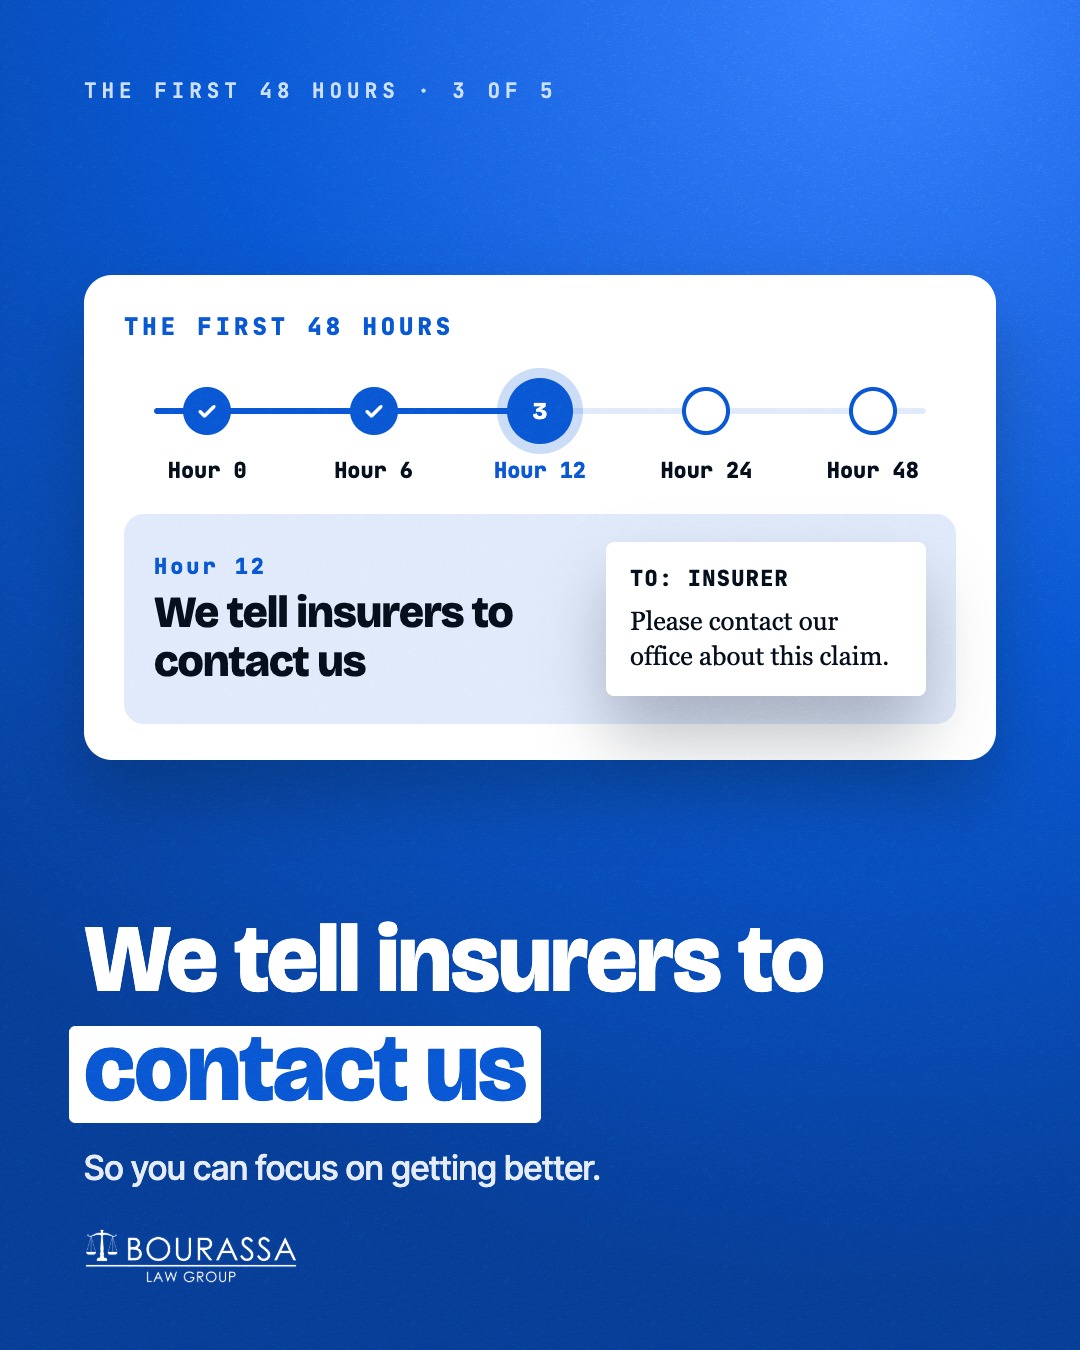 THE FIRST 48 HOURS · 3 OF 5
THE FIRST 48 HOURS
3
Hour 0
Hour 6
Hour 12
Hour 24
Hour 48
Hour 12
We tell insurers to
contact us
TO: INSURER
Please contact our
office about this claim.
We tell insurers to
contact us
So you can focus on getting better.
BOURASSA
LAW GROUP